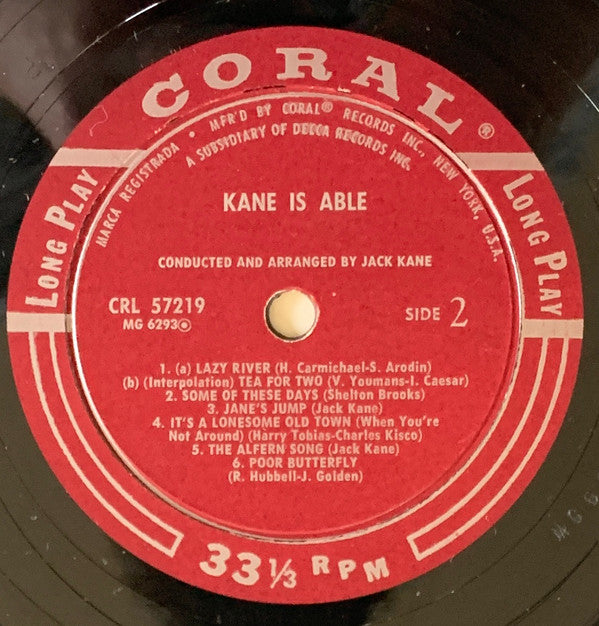 CORAL®
MARCA REGISTRADA • MFR'D BY CORAL® RECORDS INC., NEW YORK, U.S.A.
A SUBSIDIARY OF DECCA RECORDS INC.
LONG PLAY
LONG PLAY
KANE IS ABLE
CONDUCTED AND ARRANGED BY JACK KANE
CRL 57219
SIDE 2
MG 6293
1. (a) LAZY RIVER (H. Carmichael-S. Arodin)
(b) (Interpolation) TEA FOR TWO (V. Youmans-I. Caesar)
2. SOME OF THESE DAYS (Shelton Brooks)
3. JANE'S JUMP (Jack Kane)
4. IT'S A LONESOME OLD TOWN (When You're
Not Around) (Harry Tobias-Charles Kisco)
5. THE ALFERN SONG (Jack Kane)
6. POOR BUTTERFLY
(R. Hubbell-J. Golden)
33 1/3 RPM